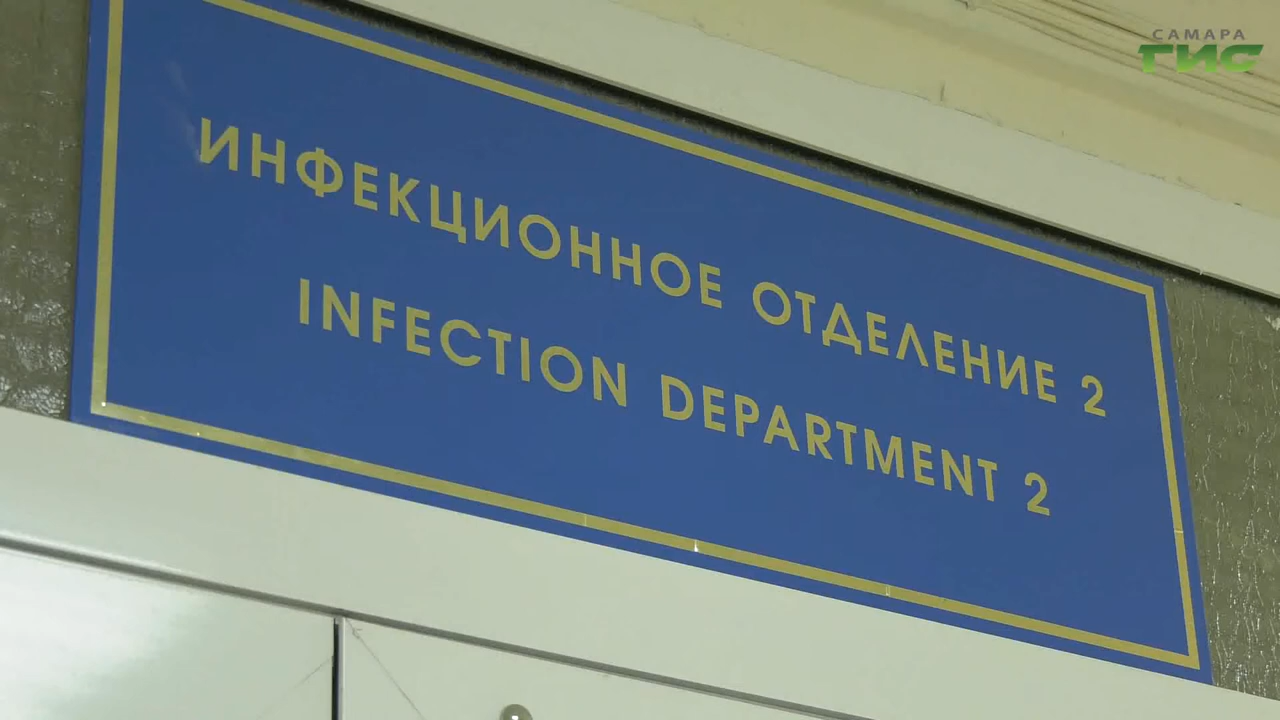 САМАРА
ГИС
ИНФЕКЦИОННОЕ ОТДЕЛЕНИЕ 2
INFECTION DEPARTMENT 2